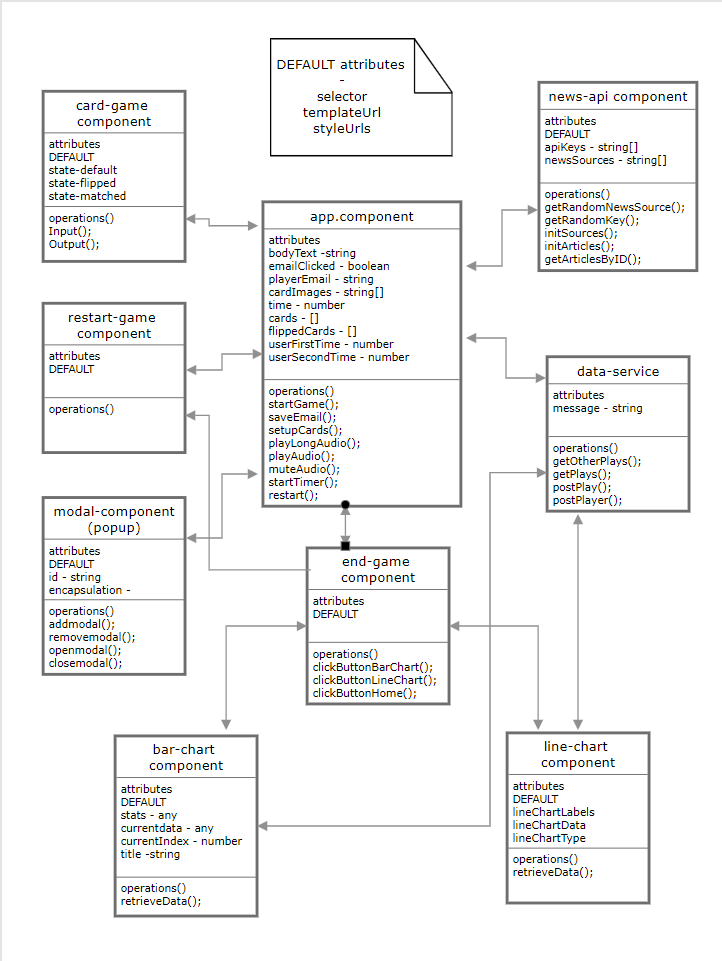 DEFAULT attributes
-
selector
templateUrl
styleUrls
card-game
component
attributes
DEFAULT
state-default
state-flipped
state-matched
operations()
Input();
Output();
news-api component
attributes
DEFAULT
apiKeys - string[]
newsSources - string[]
operations()
getRandomNewsSource();
getRandomKey();
initSources();
initArticles();
getArticlesByID();
app.component
attributes
bodyText -string
emailClicked - boolean
playerEmail - string
cardImages - string[]
time - number
cards - []
flippedCards - []
userFirstTime - number
userSecondTime - number
operations()
startGame();
saveEmail();
setupCards();
playLongAudio();
playAudio();
muteAudio();
startTimer();
restart();
restart-game
component
attributes
DEFAULT
operations()
data-service
attributes
message - string
operations()
getOtherPlays();
getPlays();
postPlay();
postPlayer();
modal-component
(popup)
attributes
DEFAULT
id - string
encapsulation -
operations()
addmodal();
removemodal();
openmodal();
closemodal();
end-game
component
attributes
DEFAULT
operations()
clickButtonBarChart();
clickButtonLineChart();
clickButtonHome();
bar-chart
component
attributes
DEFAULT
stats - any
currentdata - any
currentIndex - number
title -string
operations()
retrieveData();
line-chart
component
attributes
DEFAULT
lineChartLabels
lineChartData
lineChartType
operations()
retrieveData();